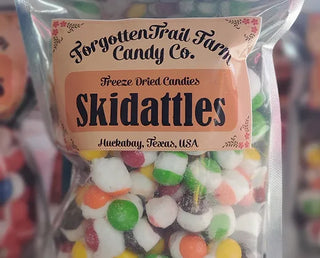 ForgottenTrail Farm
Candy Co.
Freeze Dried Candies
Skidattles
Huckabay, Texas, USA